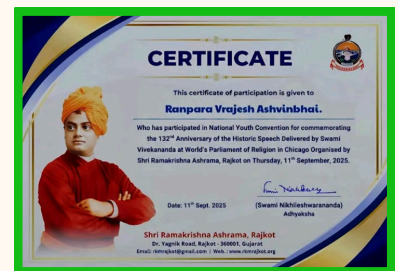 CERTIFICATE
This certificate of participation is given to
Ranpara Vrajesh Ashvinbhai.
Who has participated in National Youth Convention for commemorating
the 132nd Anniversary of the Historic Speech Delivered by Swami
Vivekananda at World's Parliament of Religion in Chicago Organised by
Shri Ramakrishna Ashrama, Rajkot on Thursday, 11th September, 2025.
Date: 11th Sept. 2025
(Swami Nikhileshwarananda)
Adhyaksha
Shri Ramakrishna Ashrama, Rajkot
Dr. Yagnik Road, Rajkot - 360001, Gujarat
Email: rkmrajkot@gmail.com | Web. : www.rkmrajkot.org